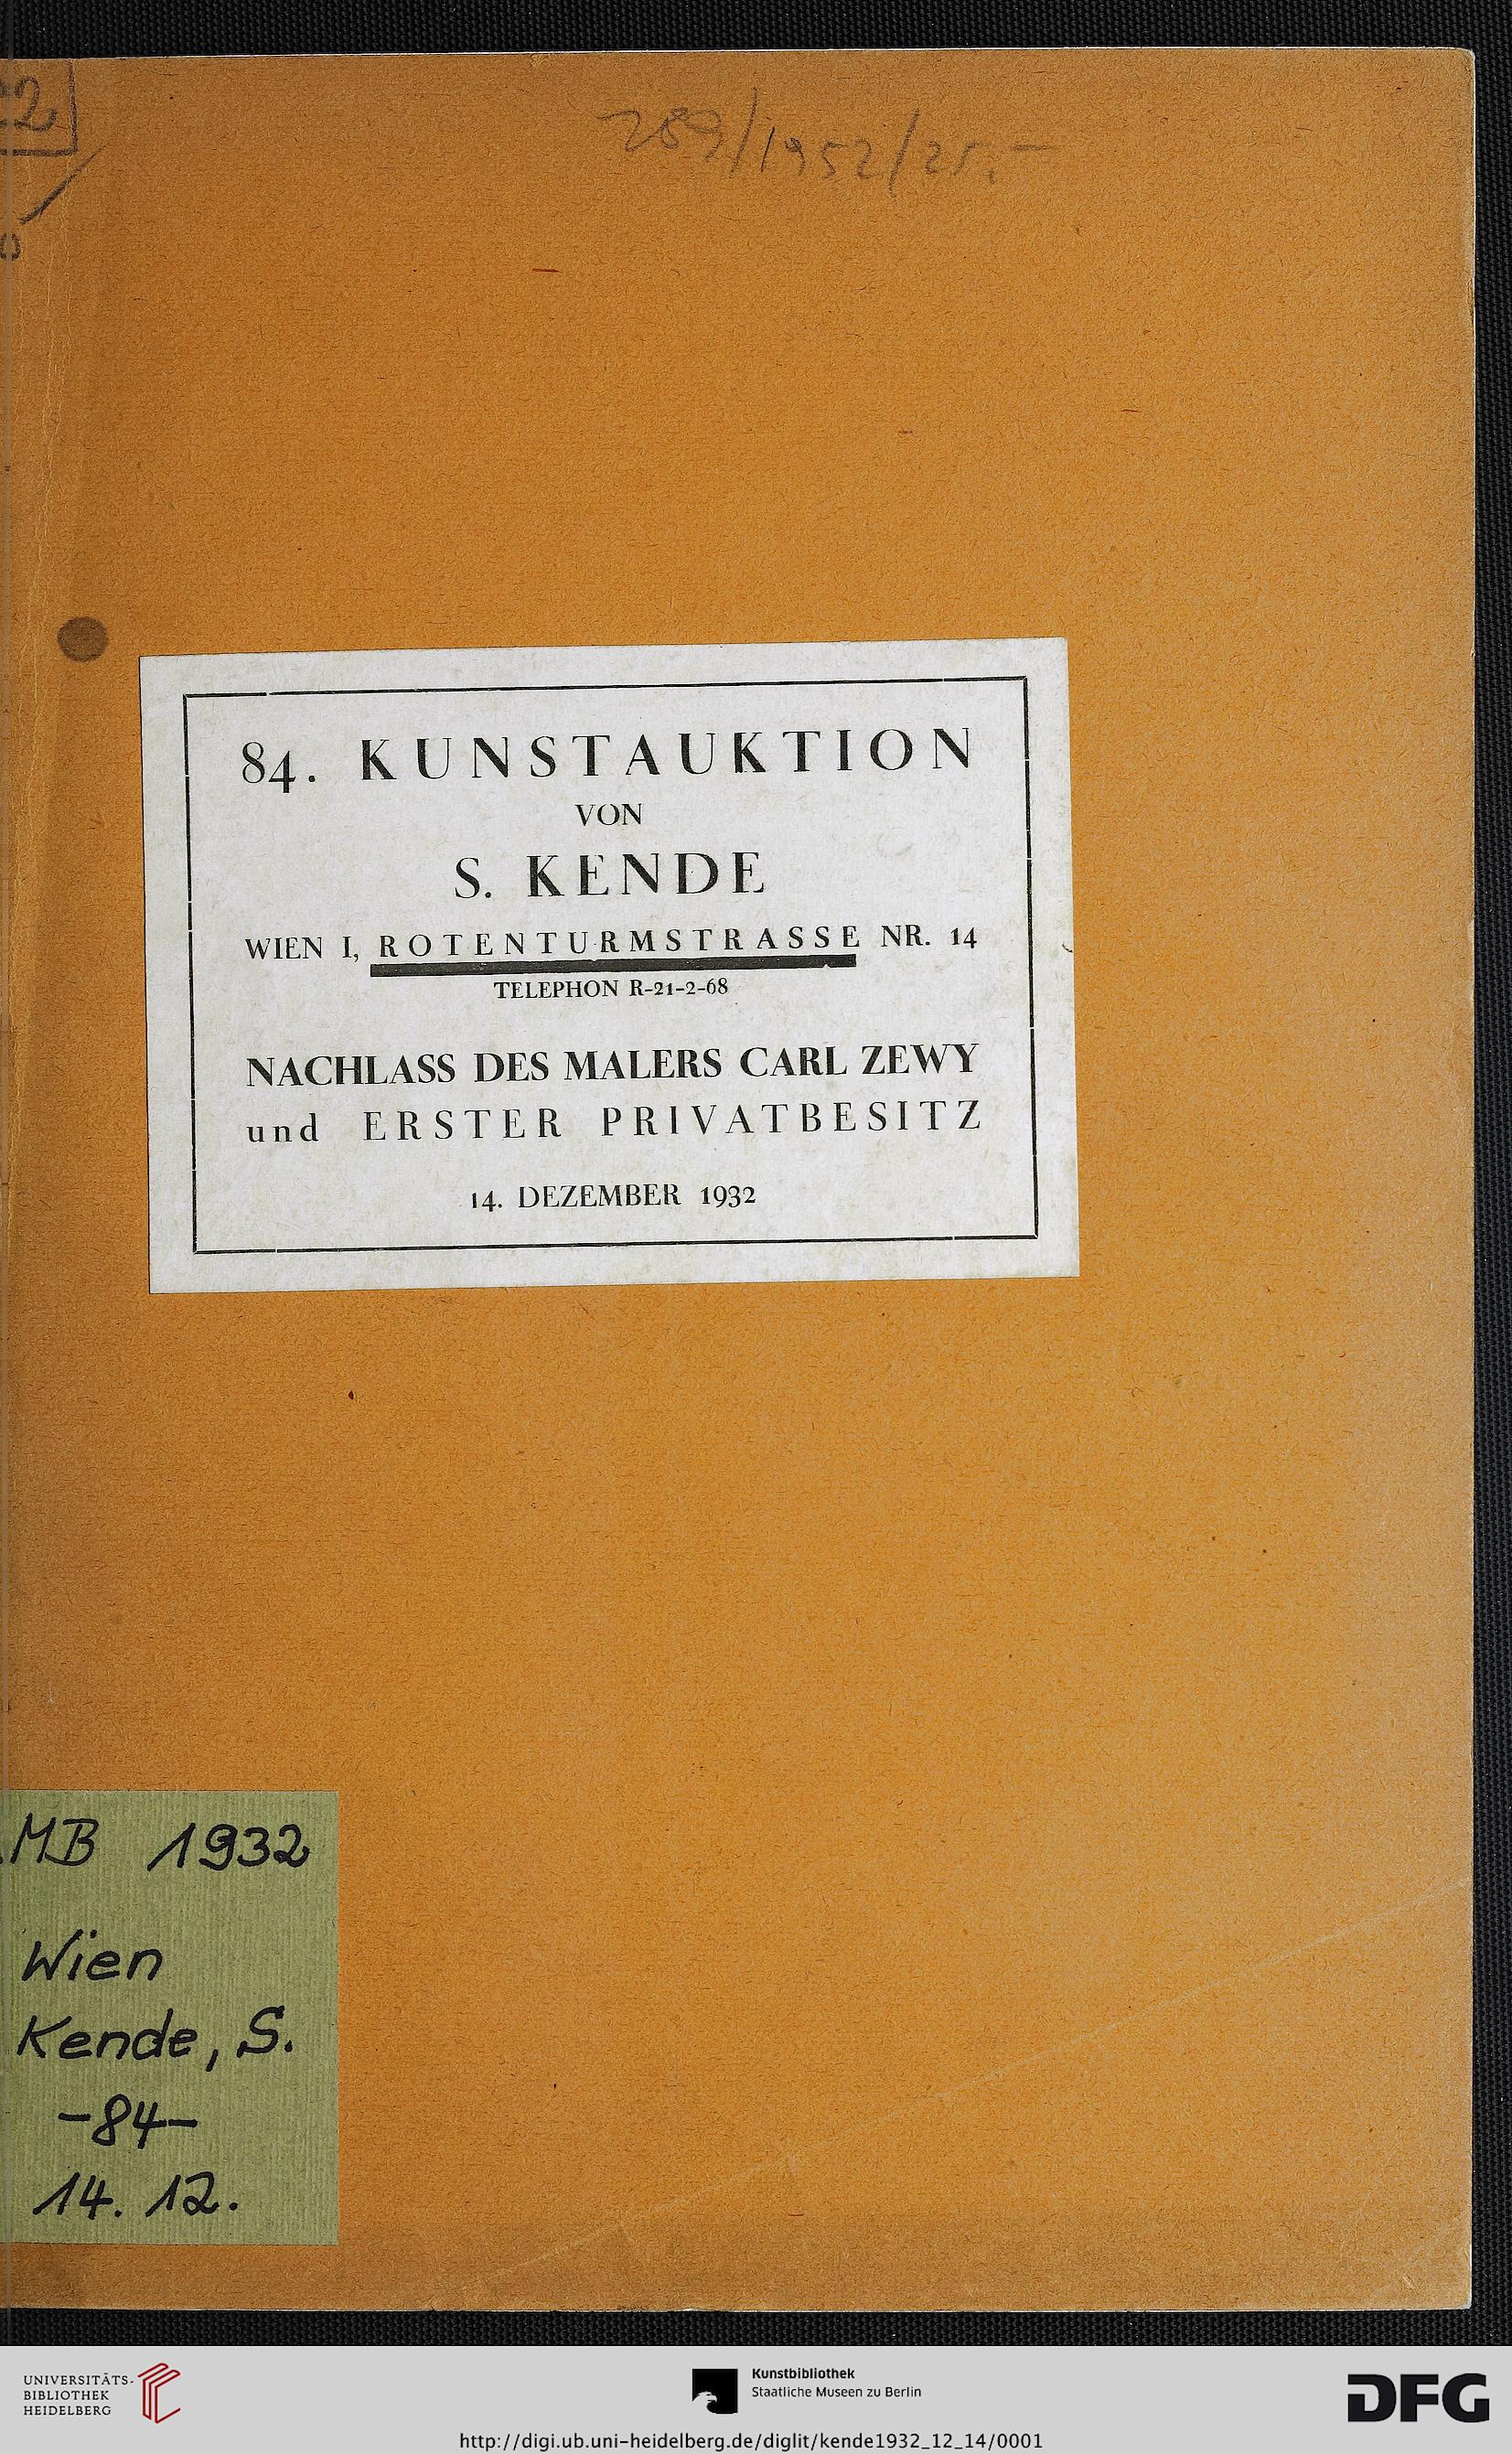 289/1952/25.-
84. KUNSTAUKTION
VON
S. KENDE
WIEN I, ROTENTURMSTRASSE NR. 14
TELEPHON R-21-2-68
NACHLASS DES MALERS CARL ZEWY
und ERSTER PRIVATBESITZ
14. DEZEMBER 1932
MB 1932
Wien
Kende, S.
-84-
14. 12.
UNIVERSITÄTS-
BIBLIOTHEK
HEIDELBERG
Kunstbibliothek
Staatliche Museen zu Berlin
DFG
http://digi.ub.uni-heidelberg.de/diglit/kende1932_12_14/0001